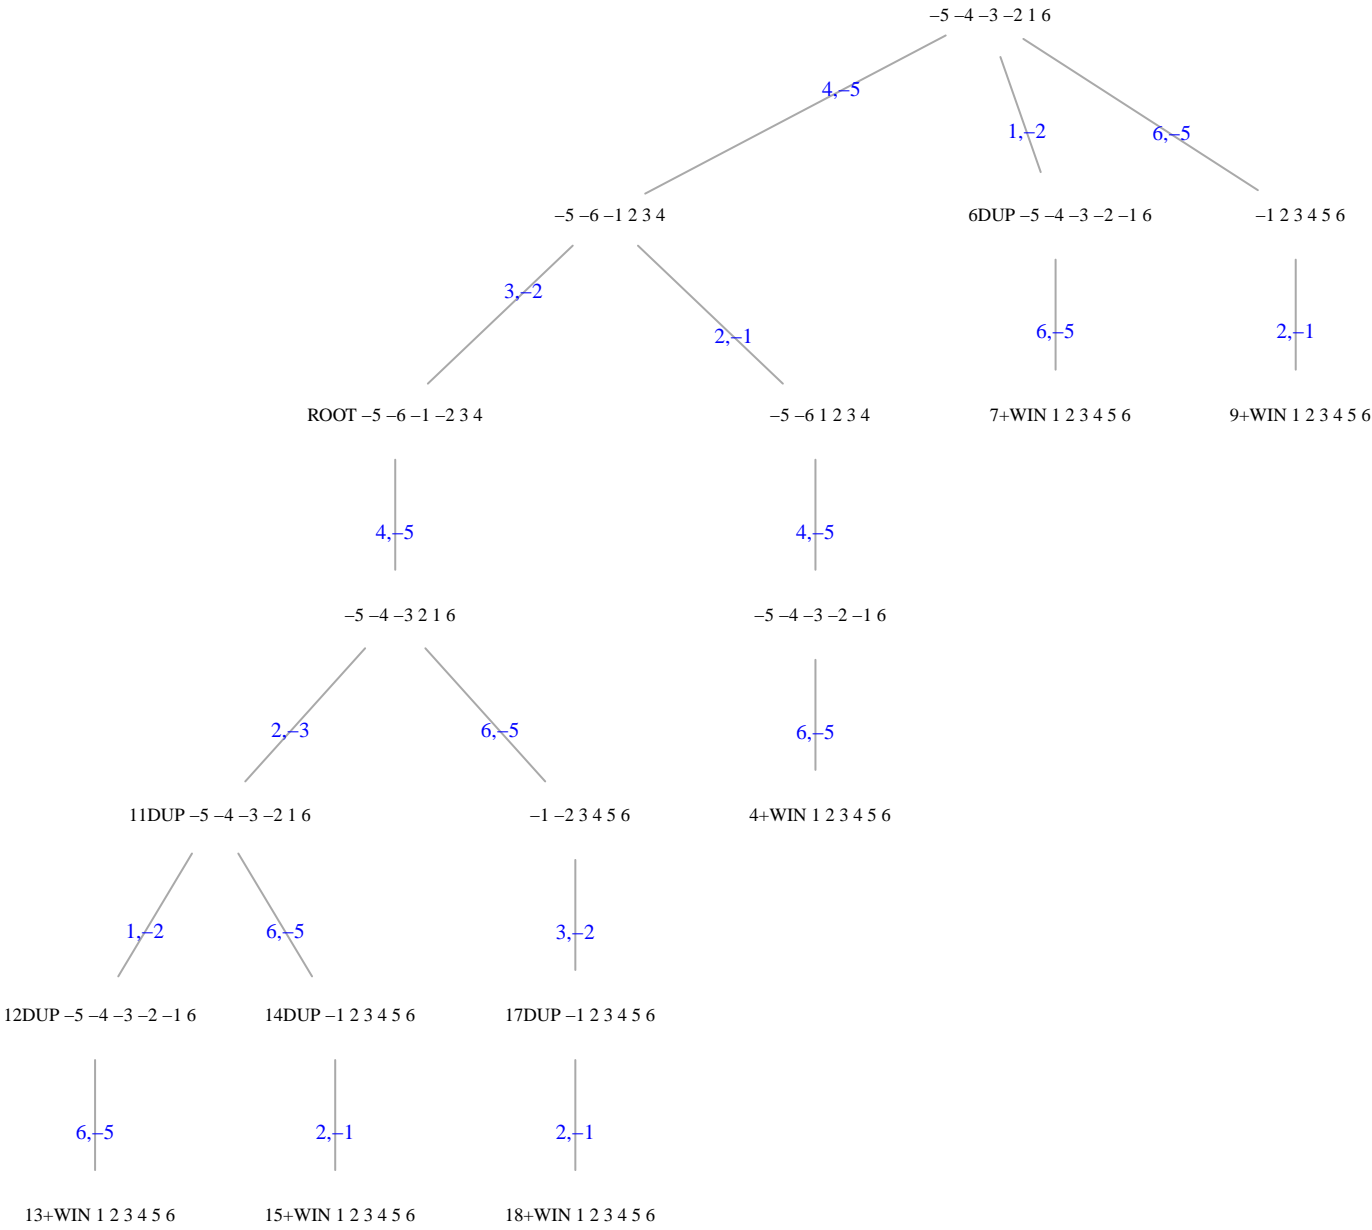 –5 –4 –3 –2 1 6
4,–5
1,–2
6,–5
–5 –6 –1 2 3 4
6DUP –5 –4 –3 –2 –1 6
–1 2 3 4 5 6
3,–2
2,–1
6,–5
2,–1
ROOT –5 –6 –1 –2 3 4
–5 –6 1 2 3 4
7+WIN 1 2 3 4 5 6
9+WIN 1 2 3 4 5 6
4,–5
4,–5
–5 –4 –3 2 1 6
–5 –4 –3 –2 –1 6
2,–3
6,–5
6,–5
11DUP –5 –4 –3 –2 1 6
–1 –2 3 4 5 6
4+WIN 1 2 3 4 5 6
1,–2
6,–5
3,–2
12DUP –5 –4 –3 –2 –1 6
14DUP –1 2 3 4 5 6
17DUP –1 2 3 4 5 6
6,–5
2,–1
2,–1
13+WIN 1 2 3 4 5 6
15+WIN 1 2 3 4 5 6
18+WIN 1 2 3 4 5 6